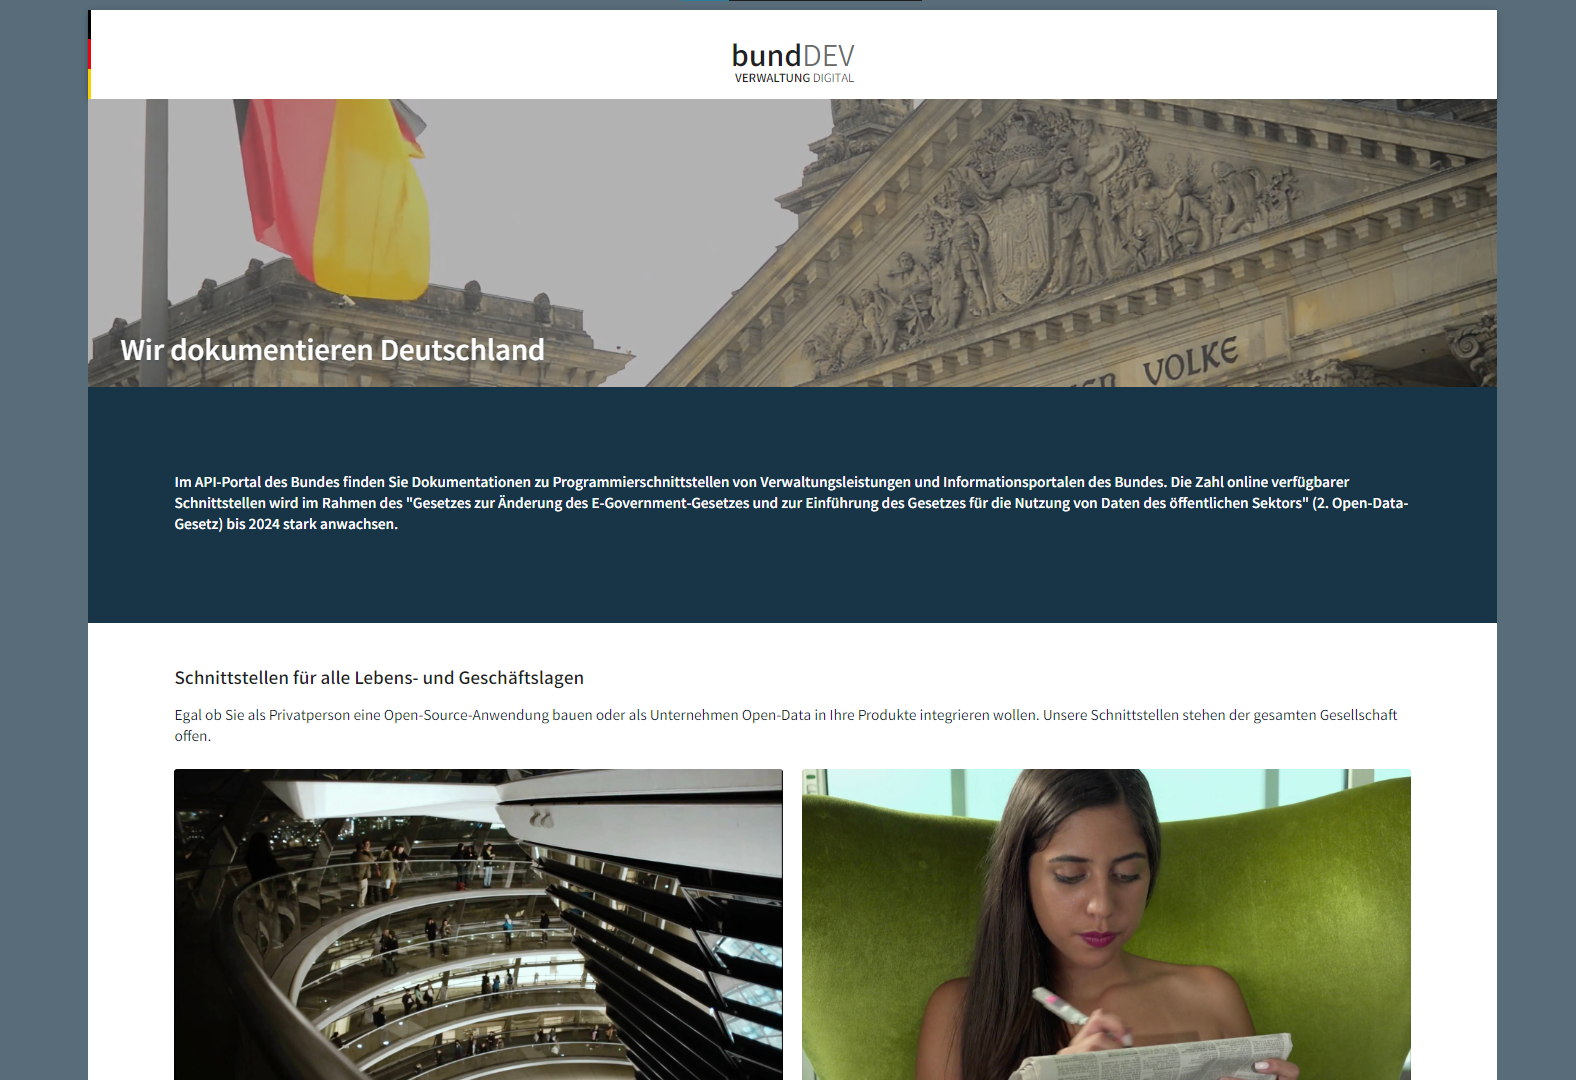 bundDEV
VERWALTUNG DIGITAL
VOLKE
Wir dokumentieren Deutschland
Im API-Portal des Bundes finden Sie Dokumentationen zu Programmierschnittstellen von Verwaltungsleistungen und Informationsportalen des Bundes. Die Zahl online verfügbarer
Schnittstellen wird im Rahmen des "Gesetzes zur Änderung des E-Government-Gesetzes und zur Einführung des Gesetzes für die Nutzung von Daten des öffentlichen Sektors" (2. Open-Data-
Gesetz) bis 2024 stark anwachsen.
Schnittstellen für alle Lebens- und Geschäftslagen
Egal ob Sie als Privatperson eine Open-Source-Anwendung bauen oder als Unternehmen Open-Data in Ihre Produkte integrieren wollen. Unsere Schnittstellen stehen der gesamten Gesellschaft
offen.